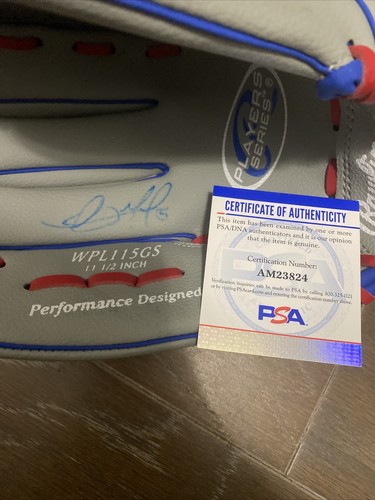 PLAYER'S
SERIES
WPL115GS
11 1/2 INCH
Performance Designed
CERTIFICATE OF AUTHENTICITY
This item has been examined by one or more
PSA/DNA authenticators and it is our opinion
that the item is genuine.
Certification Number:
AM23824
PSA